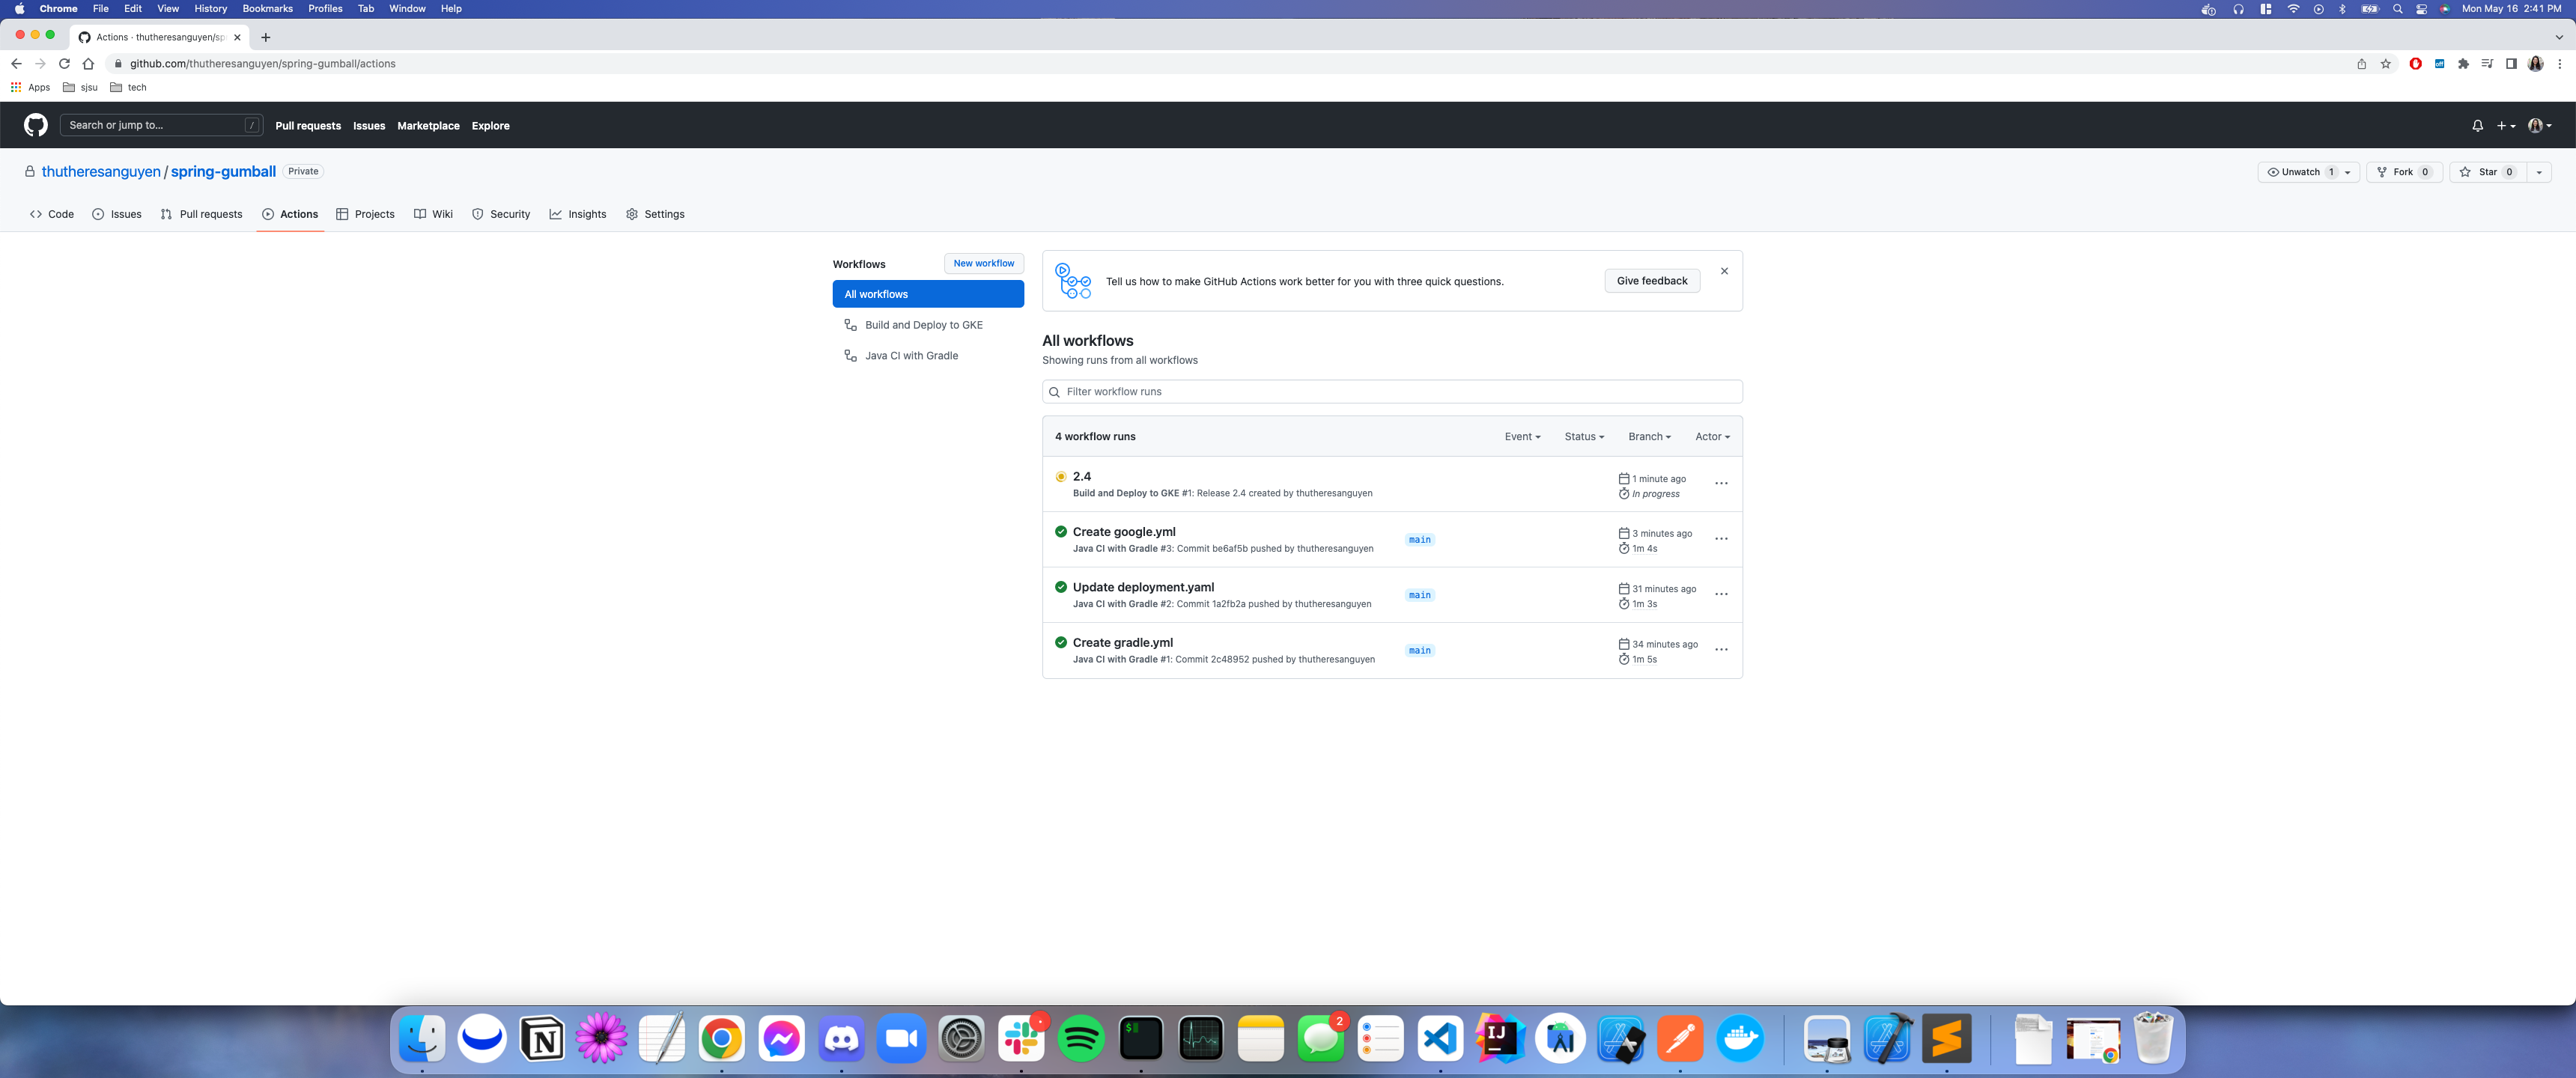 Chrome File Edit View History Bookmarks Profiles Tab Window Help Mon May 16 2:41 PM
Actions · thutheresanguyen/sp
github.com/thutheresanguyen/spring-gumball/actions
Apps sjsu tech
Search or jump to... / Pull requests Issues Marketplace Explore
thutheresanguyen / spring-gumball Private Unwatch 1 Fork 0 Star 0
Code Issues Pull requests Actions Projects Wiki Security Insights Settings
Workflows New workflow
All workflows
Build and Deploy to GKE
Java CI with Gradle
Tell us how to make GitHub Actions work better for you with three quick questions. Give feedback
All workflows
Showing runs from all workflows
Filter workflow runs
4 workflow runs Event Status Branch Actor
2.4 1 minute ago
Build and Deploy to GKE #1: Release 2.4 created by thutheresanguyen In progress
Create google.yml main 3 minutes ago
Java CI with Gradle #3: Commit be6af5b pushed by thutheresanguyen 1m 4s
Update deployment.yaml main 31 minutes ago
Java CI with Gradle #2: Commit 1a2fb2a pushed by thutheresanguyen 1m 3s
Create gradle.yml main 34 minutes ago
Java CI with Gradle #1: Commit 2c48952 pushed by thutheresanguyen 1m 5s
N $ 2 IJ